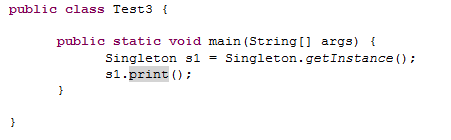 public class Test3 {
public static void main(String[] args) {
Singleton s1 = Singleton.getInstance();
s1.print();
}
}